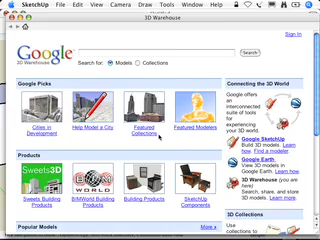 SketchUp File Edit View Camera Draw Tools Window
3D Warehouse
Sign In
Google
3D Warehouse
Search
Search for: Models Collections
Google Picks
Cities in
Development
Help Model a City
Featured
Collections
Featured Modelers
Products
Sweets3D
BIM WORLD
Sweets Building
Products
BIMWorld Building
Products
Building Products
SketchUp
Components
Popular Models More »
Connecting the 3D World
Google offers
an
interconnected
suite of tools
for
experiencing
your 3D world.
Google SketchUp
Build 3D models. Learn
how. Find a modeler.
Google Earth
View 3D models in
Google Earth. Learn how.
3D Warehouse (you are
here)
Search, share, and store
3D models. Learn more.
3D Collections
Use
collections to